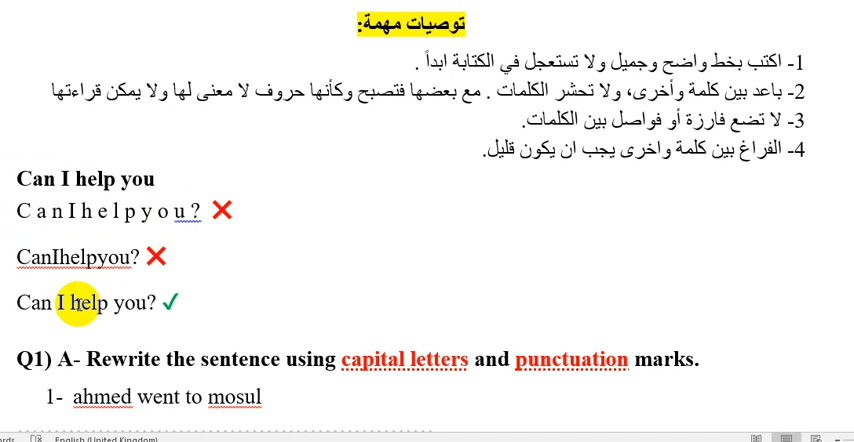 توصيات مهمة:
1- اكتب بخط واضح وجميل ولا تستعجل في الكتابة ابداً .
2- باعد بين كلمة وأخرى، ولا تحشر الكلمات . مع بعضها فتصبح وكأنها حروف لا معنى لها ولا يمكن قراءتها
3- لا تضع فارزة أو فواصل بين الكلمات.
4- الفراغ بين كلمة واخرى يجب ان يكون قليل.
Can I help you
C a n I h e l p y o u ?
CanIhelpyou?
Can I help you?
Q1) A- Rewrite the sentence using capital letters and punctuation marks.
1- ahmed went to mosul
English (United Kingdom)